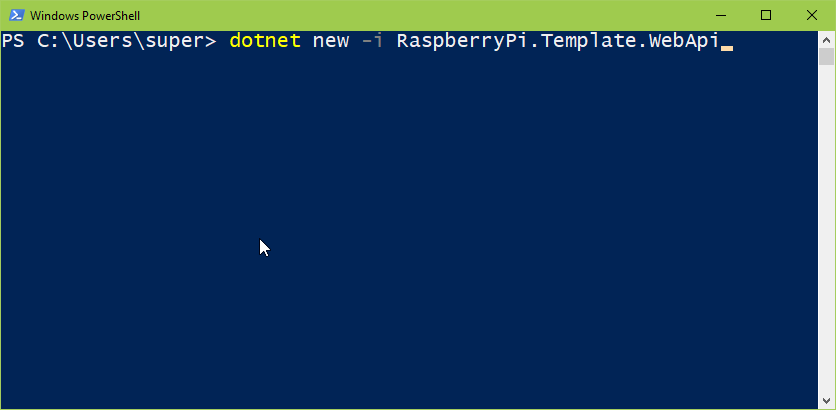 Windows PowerShell
PS C:\Users\super> dotnet new -i RaspberryPi.Template.WebApi